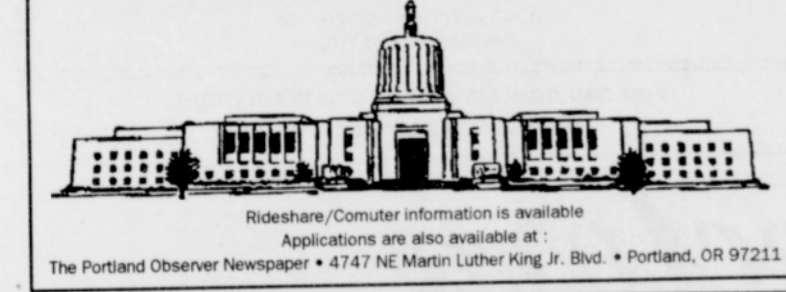 Rideshare/Comuter information is available
Applications are also available at :
The Portland Observer Newspaper • 4747 NE Martin Luther King Jr. Blvd. • Portland, OR 97211